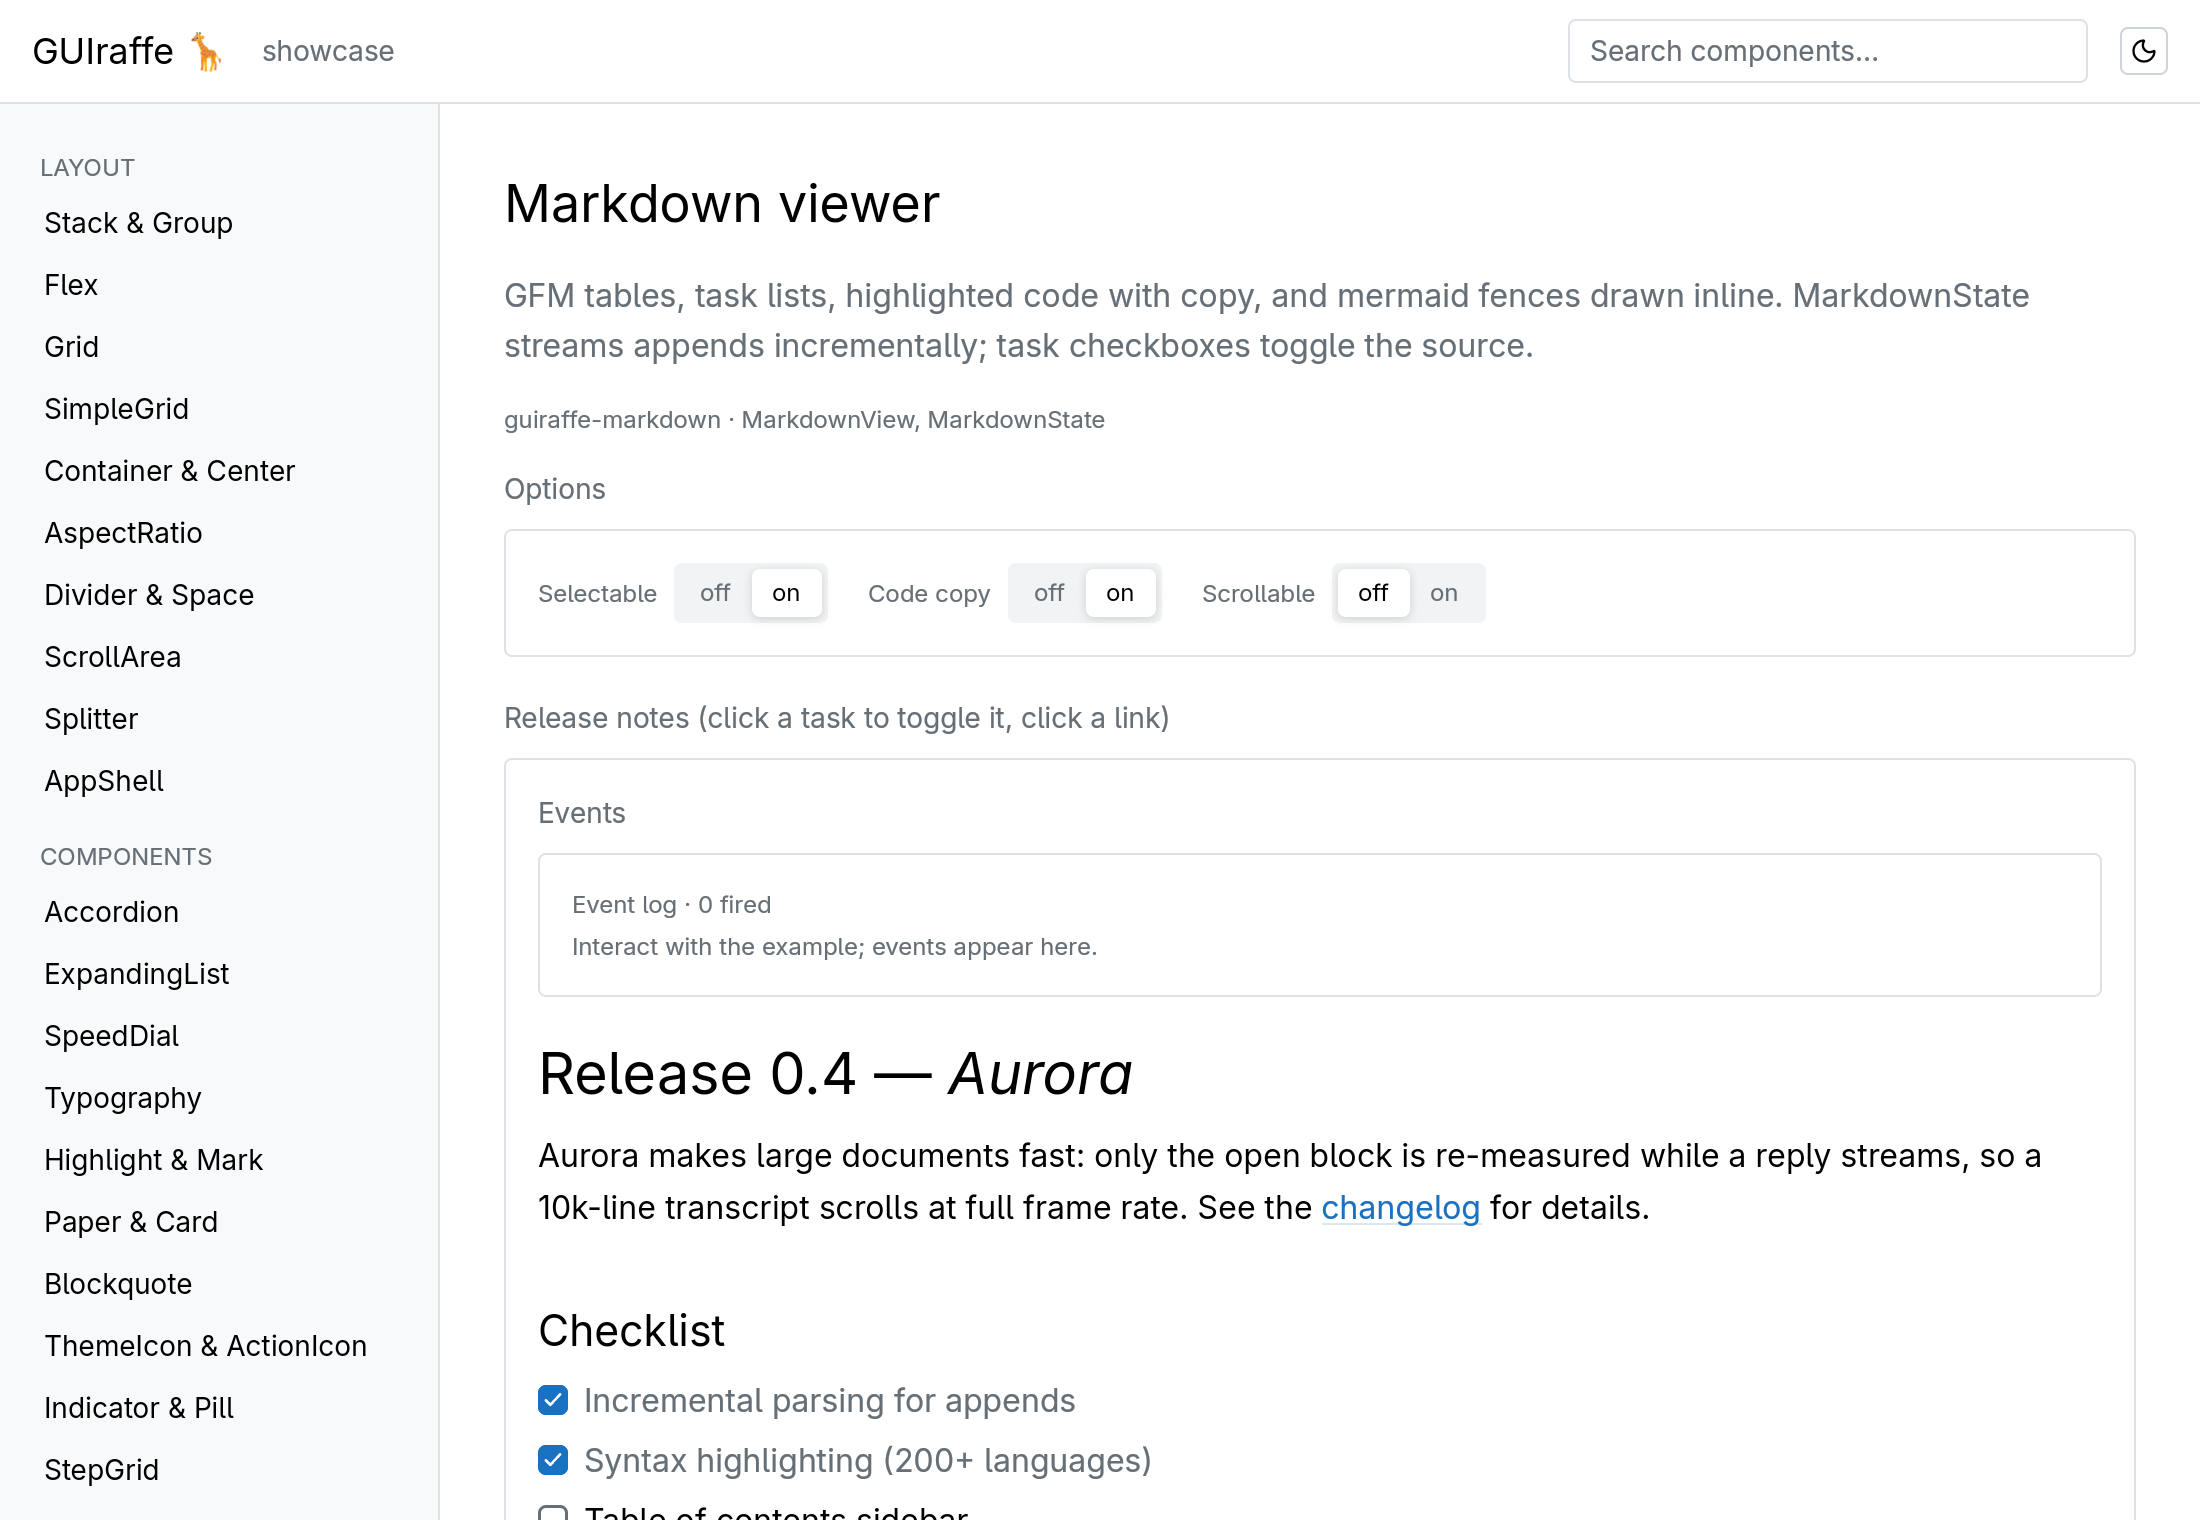 GUIraffe 🦒 showcase
Search components...
LAYOUT
Stack & Group
Flex
Grid
SimpleGrid
Container & Center
AspectRatio
Divider & Space
ScrollArea
Splitter
AppShell
COMPONENTS
Accordion
ExpandingList
SpeedDial
Typography
Highlight & Mark
Paper & Card
Blockquote
ThemeIcon & ActionIcon
Indicator & Pill
StepGrid
Markdown viewer
GFM tables, task lists, highlighted code with copy, and mermaid fences drawn inline. MarkdownState
streams appends incrementally; task checkboxes toggle the source.
guiraffe-markdown · MarkdownView, MarkdownState
Options
Selectable off on Code copy off on Scrollable off on
Release notes (click a task to toggle it, click a link)
Events
Event log · 0 fired
Interact with the example; events appear here.
Release 0.4 — Aurora
Aurora makes large documents fast: only the open block is re-measured while a reply streams, so a
10k-line transcript scrolls at full frame rate. See the changelog for details.
Checklist
Incremental parsing for appends
Syntax highlighting (200+ languages)
Table of contents sidebar